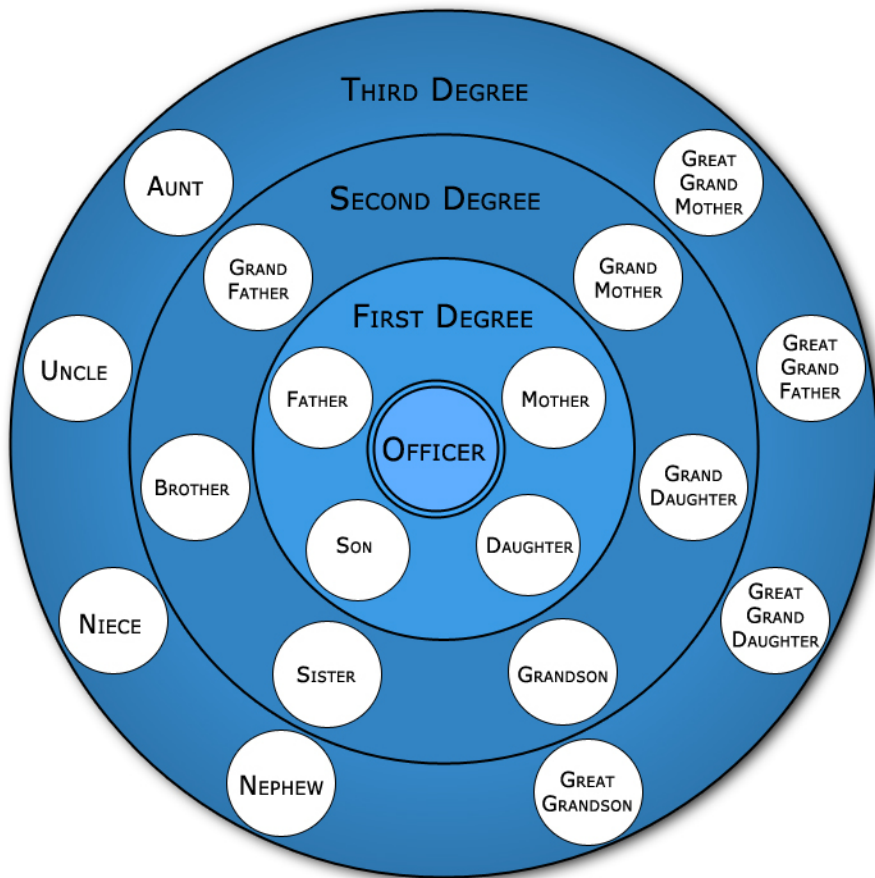 Third Degree
Aunt
Great
Grand
Mother
Second Degree
Grand
Father
Grand
Mother
First Degree
Uncle
Great
Grand
Father
Father
Mother
Officer
Brother
Grand
Daughter
Son
Daughter
Niece
Great
Grand
Daughter
Sister
Grandson
Nephew
Great
Grandson